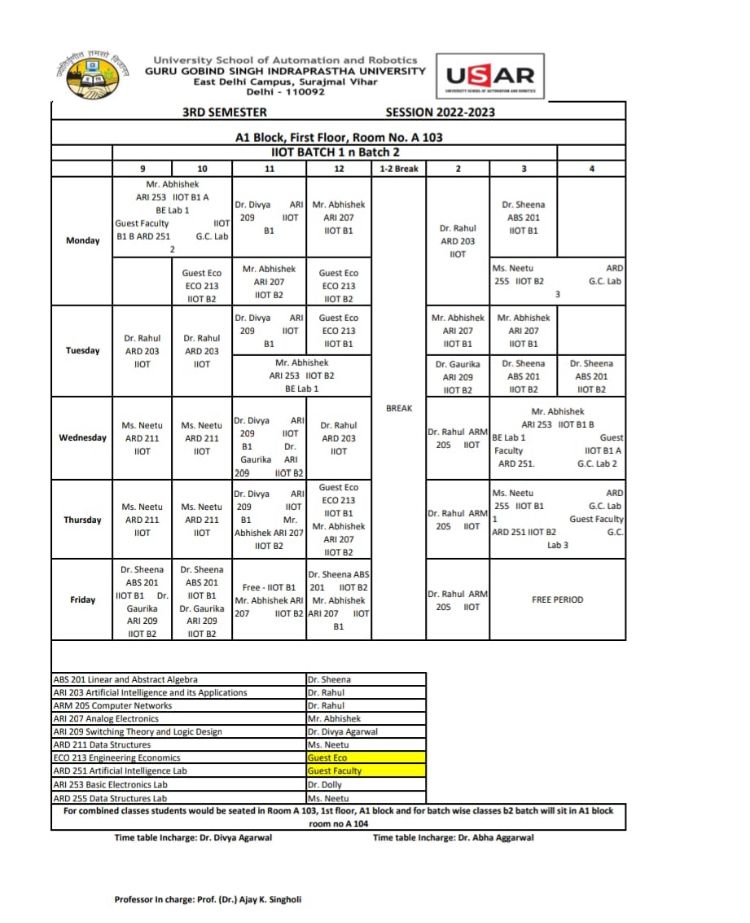 University School of Automation and Robotics
GURU GOBIND SINGH INDRAPRASTHA UNIVERSITY
East Delhi Campus, Surajmal Vihar
Delhi - 110092
USAR
UNIVERSITY SCHOOL OF AUTOMATION AND ROBOTICS
3RD SEMESTER SESSION 2022-2023
A1 Block, First Floor, Room No. A 103
IIOT BATCH 1 n Batch 2
9 10 11 12 1-2 Break 2 3 4
Monday
Mr. Abhishek
ARI 253 IIOT B1 A
BE Lab 1
Guest Faculty IIOT
B1 B ARD 251 G.C. Lab
2
Dr. Divya ARI
209 IIOT
B1
Mr. Abhishek
ARI 207
IIOT B1
Dr. Rahul
ARD 203
IIOT
Dr. Sheena
ABS 201
IIOT B1
Guest Eco
ECO 213
IIOT B2
Mr. Abhishek
ARI 207
IIOT B2
Guest Eco
ECO 213
IIOT B2
Ms. Neetu ARD
255 IIOT B2 G.C. Lab
3
BREAK
Tuesday
Dr. Rahul
ARD 203
IIOT
Dr. Rahul
ARD 203
IIOT
Dr. Divya ARI
209 IIOT
B1
Guest Eco
ECO 213
IIOT B1
Mr. Abhishek
ARI 207
IIOT B1
Mr. Abhishek
ARI 207
IIOT B1
Mr. Abhishek
ARI 253 IIOT B2
BE Lab 1
Dr. Gaurika
ARI 209
IIOT B2
Dr. Sheena
ABS 201
IIOT B2
Dr. Sheena
ABS 201
IIOT B2
Wednesday
Ms. Neetu
ARD 211
IIOT
Ms. Neetu
ARD 211
IIOT
Dr. Divya ARI
209 IIOT
B1 Dr.
Gaurika ARI
209 IIOT B2
Dr. Rahul
ARD 203
IIOT
Dr. Rahul ARM
205 IIOT
Mr. Abhishek
ARI 253 IIOT B1 B
BE Lab 1 Guest
Faculty IIOT B1 A
ARD 251. G.C. Lab 2
Thursday
Ms. Neetu
ARD 211
IIOT
Ms. Neetu
ARD 211
IIOT
Dr. Divya ARI
209 IIOT
B1 Mr.
Abhishek ARI 207
IIOT B2
Guest Eco
ECO 213
IIOT B1
Mr. Abhishek
ARI 207
IIOT B2
Dr. Rahul ARM
205 IIOT
Ms. Neetu ARD
255 IIOT B1 G.C. Lab
1 Guest Faculty
ARD 251 IIOT B2 G.C.
Lab 3
Friday
Dr. Sheena
ABS 201
IIOT B1 Dr.
Gaurika
ARI 209
IIOT B2
Dr. Sheena
ABS 201
IIOT B1
Dr. Gaurika
ARI 209
IIOT B2
Free - IIOT B1
Mr. Abhishek ARI
207 IIOT B2
Dr. Sheena ABS
201 IIOT B2
Mr. Abhishek
ARI 207 IIOT
B1
Dr. Rahul ARM
205 IIOT
FREE PERIOD
ABS 201 Linear and Abstract Algebra Dr. Sheena
ARI 203 Artificial Intelligence and its Applications Dr. Rahul
ARM 205 Computer Networks Dr. Rahul
ARI 207 Analog Electronics Mr. Abhishek
ARI 209 Switching Theory and Logic Design Dr. Divya Agarwal
ARD 211 Data Structures Ms. Neetu
ECO 213 Engineering Economics Guest Eco
ARD 251 Artificial Intelligence Lab Guest Faculty
ARI 253 Basic Electronics Lab Dr. Dolly
ARD 255 Data Structures Lab Ms. Neetu
For combined classes students would be seated in Room A 103, 1st floor, A1 block and for batch wise classes b2 batch will sit in A1 block
room no A 104
Time table Incharge: Dr. Divya Agarwal Time table Incharge: Dr. Abha Aggarwal
Professor In charge: Prof. (Dr.) Ajay K. Singholi